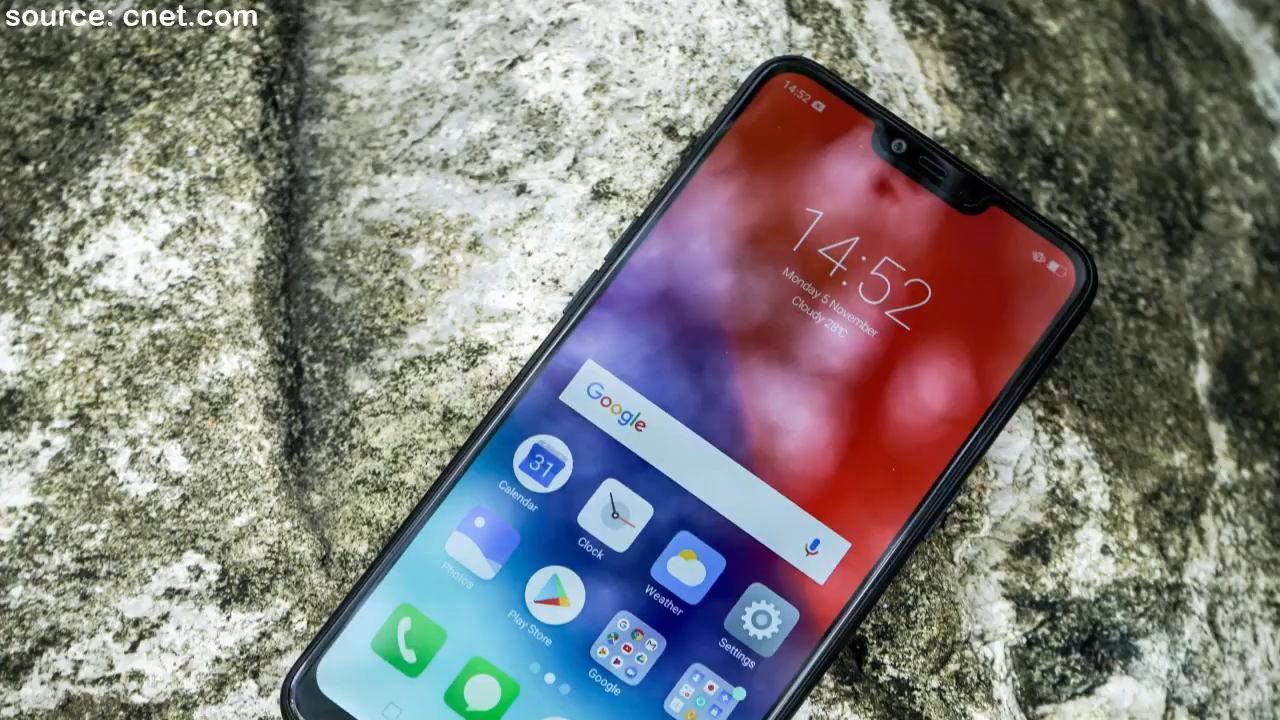 source: cnet.com
14:52
14:52
Monday 5 November
Cloudy 28°C
Google
31
Calendar
Clock
Photos
Weather
Play Store
Settings
Google